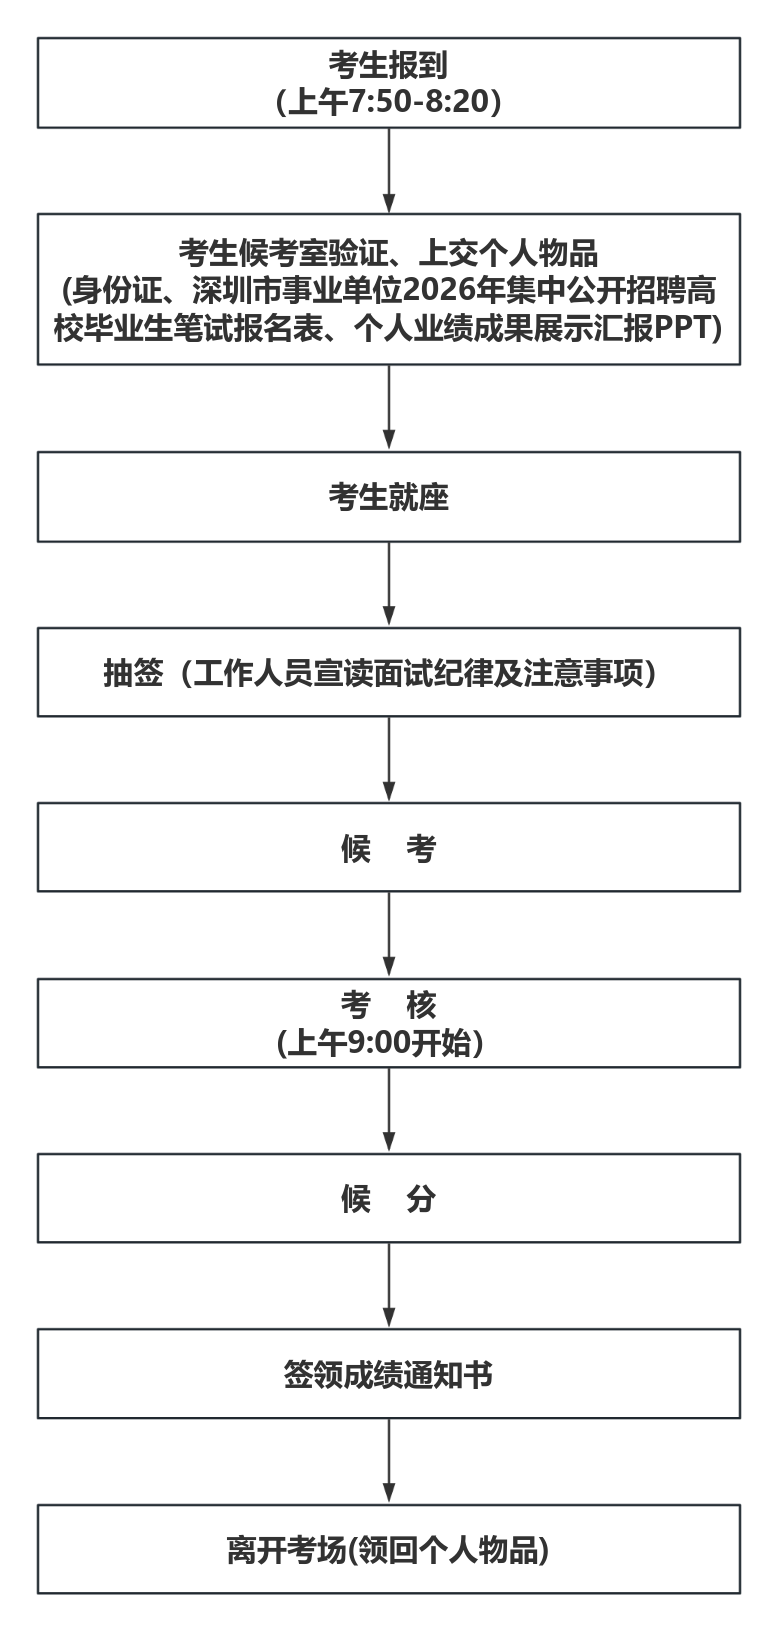 考生报到
（上午7:50-8:20）
考生候考室验证、上交个人物品
(身份证、深圳市事业单位2026年集中公开招聘高
校毕业生笔试报名表、个人业绩成果展示汇报PPT)
考生就座
抽签（工作人员宣读面试纪律及注意事项）
候 考
考 核
(上午9:00开始）
候 分
签领成绩通知书
离开考场(领回个人物品)